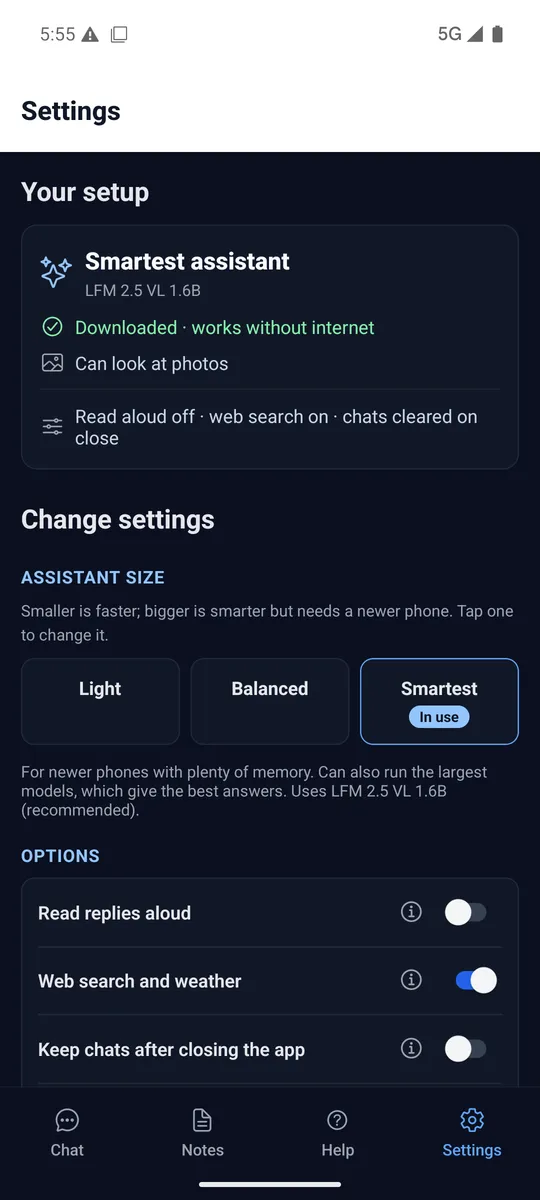 5:55
5G
Settings
Your setup
Smartest assistant
LFM 2.5 VL 1.6B
Downloaded · works without internet
Can look at photos
Read aloud off · web search on · chats cleared on
close
Change settings
ASSISTANT SIZE
Smaller is faster; bigger is smarter but needs a newer phone. Tap one
to change it.
Light
Balanced
Smartest
In use
For newer phones with plenty of memory. Can also run the largest
models, which give the best answers. Uses LFM 2.5 VL 1.6B
(recommended).
OPTIONS
Read replies aloud
Web search and weather
Keep chats after closing the app
Chat
Notes
Help
Settings